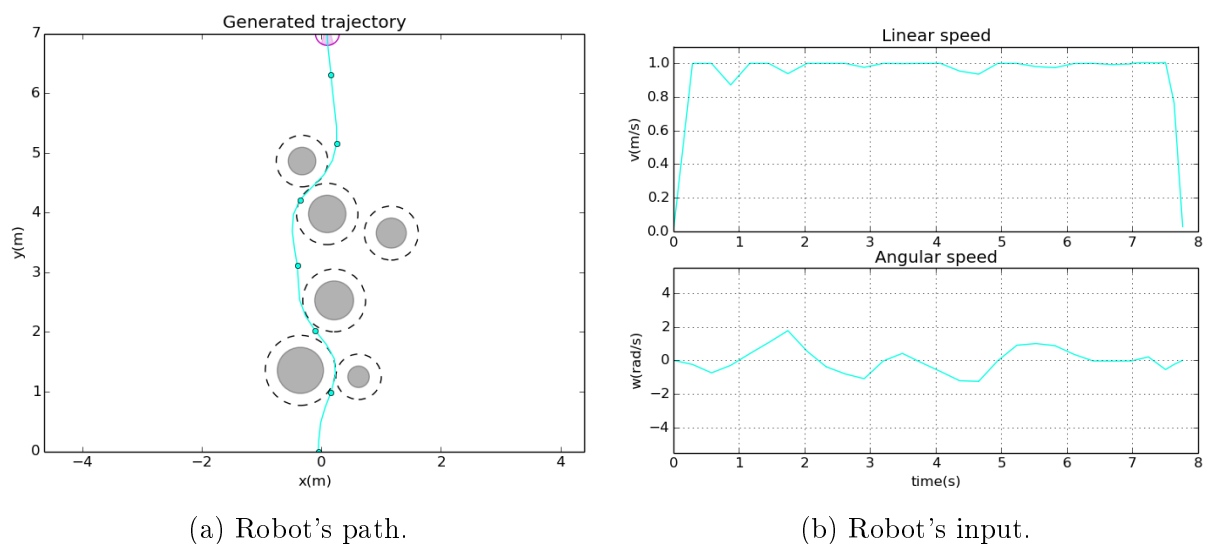 Generated trajectory
7
6
5
4
3
2
1
0
y(m)
−4 −2 0 2 4
x(m)
Linear speed
1.0
0.8
0.6
0.4
0.2
0.0
v(m/s)
0 1 2 3 4 5 6 7 8
Angular speed
4
2
0
−2
−4
w(rad/s)
0 1 2 3 4 5 6 7 8
time(s)
(a) Robot's path.
(b) Robot's input.